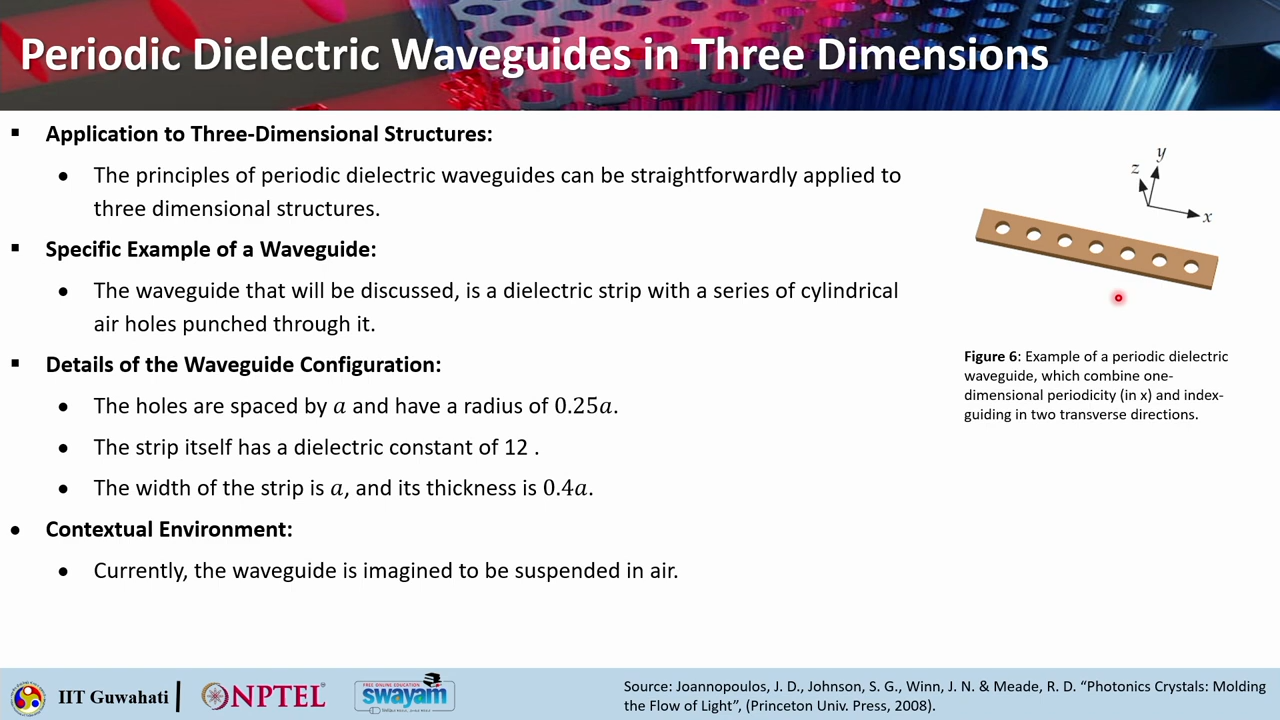 Periodic Dielectric Waveguides in Three Dimensions
▪ Application to Three-Dimensional Structures:
• The principles of periodic dielectric waveguides can be straightforwardly applied to
three dimensional structures.
▪ Specific Example of a Waveguide:
• The waveguide that will be discussed, is a dielectric strip with a series of cylindrical
air holes punched through it.
▪ Details of the Waveguide Configuration:
• The holes are spaced by a and have a radius of 0.25a.
• The strip itself has a dielectric constant of 12 .
• The width of the strip is a, and its thickness is 0.4a.
• Contextual Environment:
• Currently, the waveguide is imagined to be suspended in air.
y
z
x
Figure 6: Example of a periodic dielectric
waveguide, which combine one-
dimensional periodicity (in x) and index-
guiding in two transverse directions.
IIT Guwahati
NPTEL
FREE ONLINE EDUCATION
swayam
Source: Joannopoulos, J. D., Johnson, S. G., Winn, J. N. & Meade, R. D. “Photonics Crystals: Molding
the Flow of Light”, (Princeton Univ. Press, 2008).